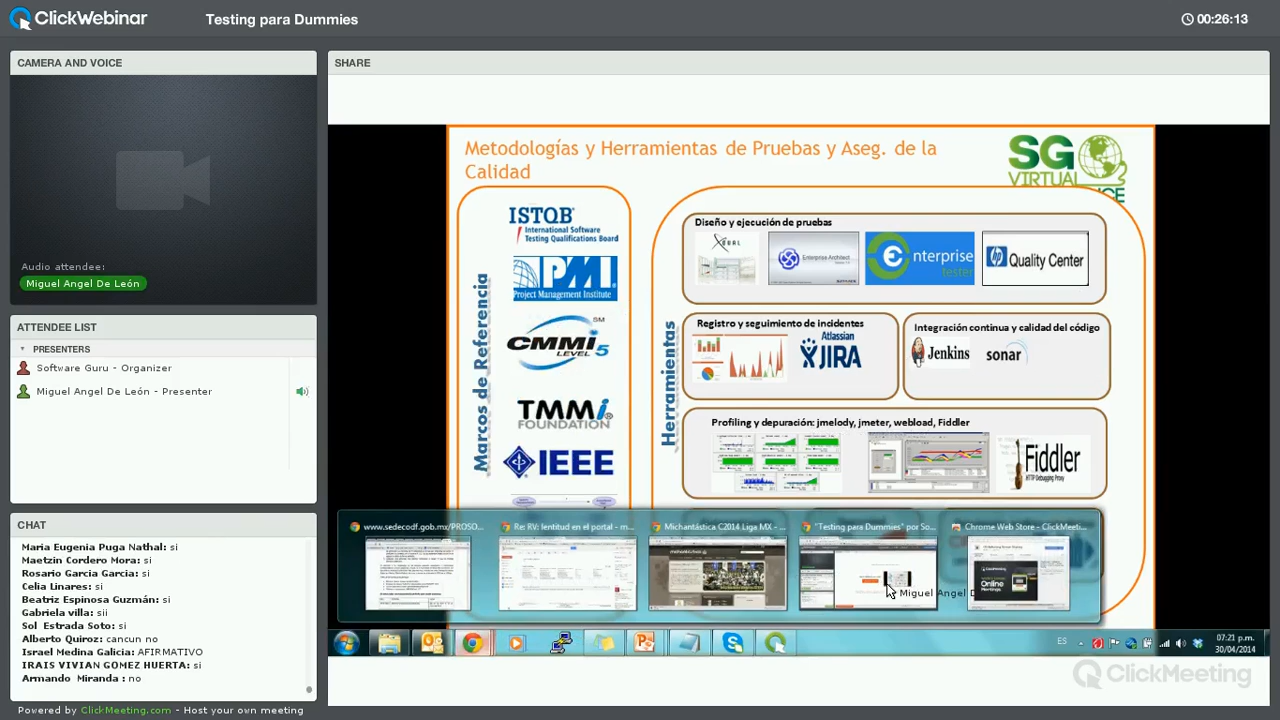 ClickWebinar
Testing para Dummies
00:26:13
CAMERA AND VOICE
Audio attendee:
Miguel Angel De León
ATTENDEE LIST
PRESENTERS
Software Guru - Organizer
Miguel Angel De León - Presenter
CHAT
Maria Eugenia Puga Nathal: si
Maetzin Cordero Mora: si
Rosario Garcia Garcia: si
Celia Linares: si
Beatriz Espinosa Guzmán: si
Gabriela villa: sii
Sol Estrada Soto: si
Alberto Quiroz: cancun no
Israel Medina Galicia: AFIRMATIVO
IRAIS VIVIAN GOMEZ HUERTA: si
Armando Miranda : no
Powered by ClickMeeting.com - Host your own meeting
SHARE
Metodologías y Herramientas de Pruebas y Aseg. de la
Calidad
SG
VIRTUAL
Marcos de Referencia
ISTQB®
International Software
Testing Qualifications Board
PMI
Project Management Institute
CMMI SM
LEVEL 5
TMMi®
FOUNDATION
IEEE
Herramientas
Diseño y ejecución de pruebas
Enterprise Architect
enterprise
tester
hp Quality Center
Registro y seguimiento de incidentes
Atlassian
JIRA
Integración continua y calidad del código
Jenkins
sonar
Profiling y depuración: jmelody, jmeter, webload, Fiddler
Fiddler
HTTP Debugging Proxy
www.sedecodf.gob.mx/PROSO...
Re: RV: lentitud en el portal - m...
Michantástica C2014 Liga MX - ...
"Testing para Dummies" por So...
Chrome Web Store - ClickMeeti...
Miguel Angel D
ES
07:21 p.m.
30/04/2014
ClickMeeting